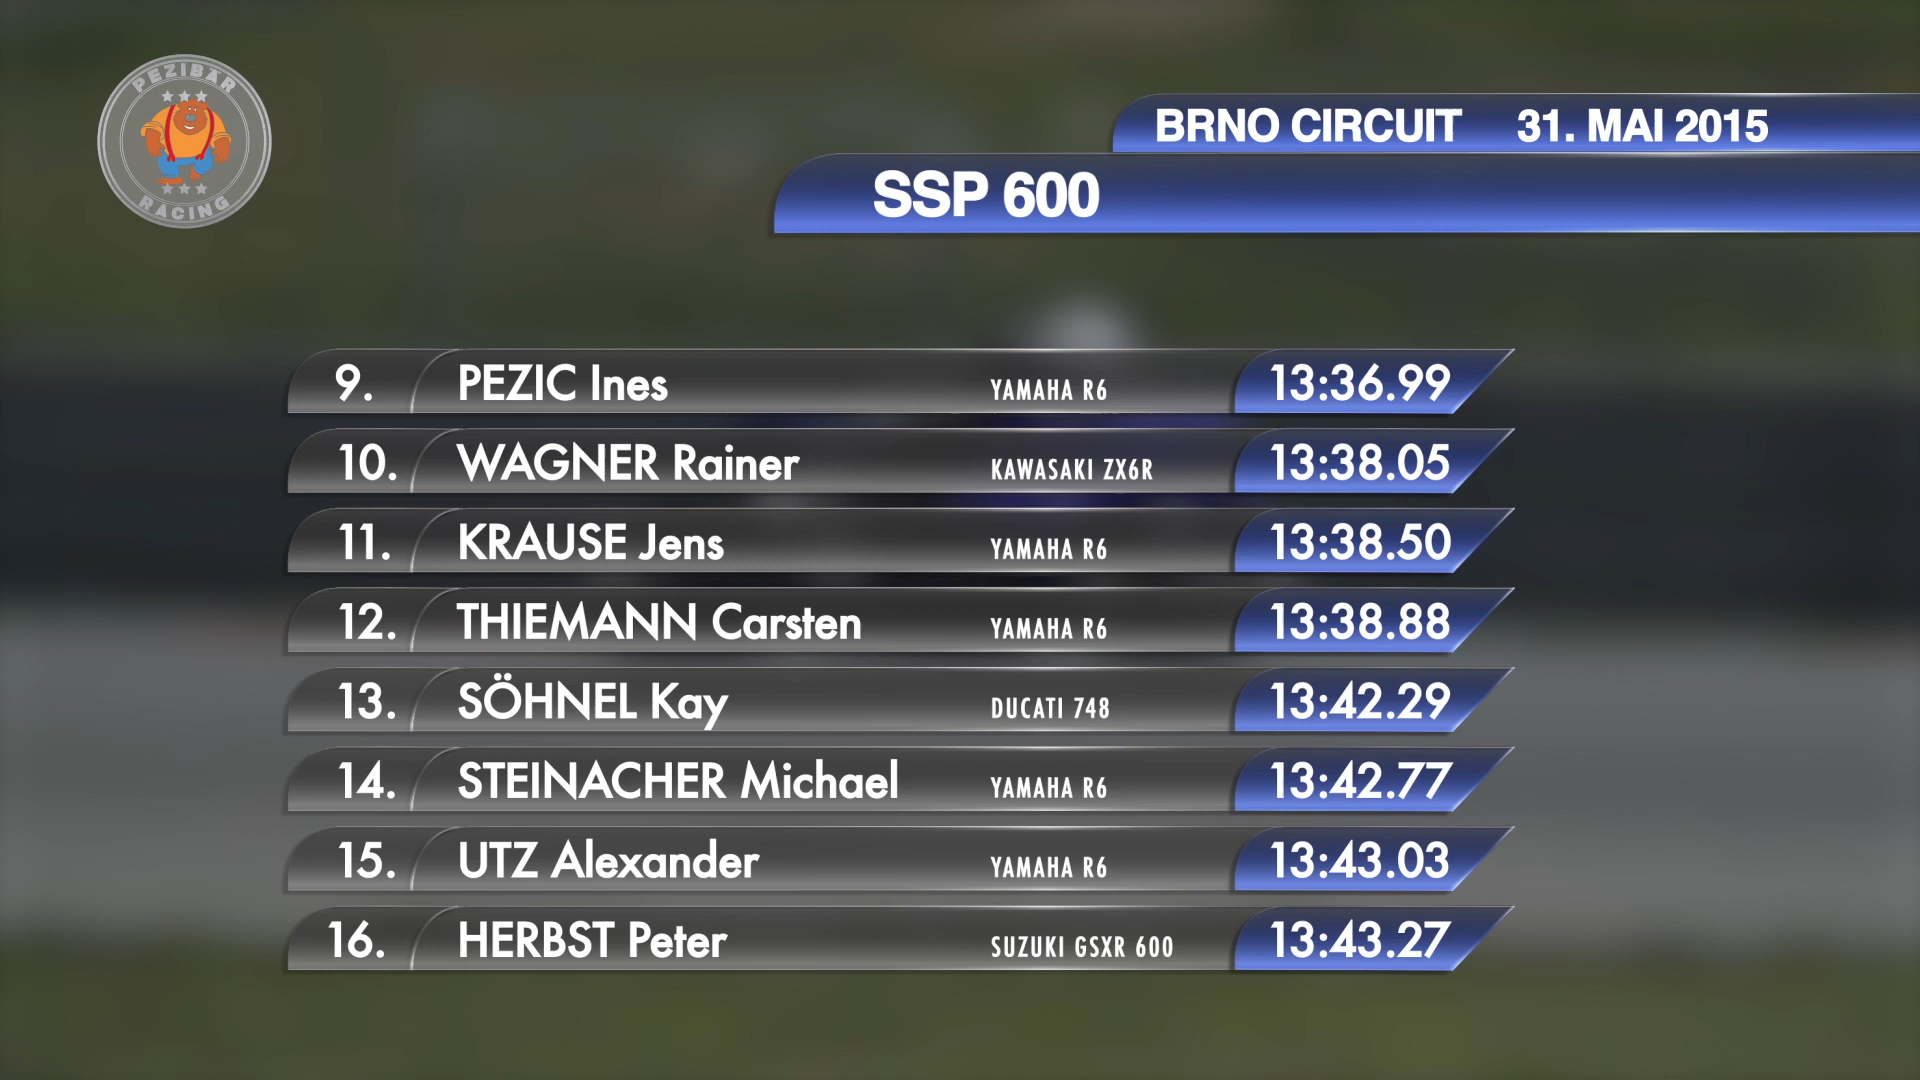 PEZIBÄR
RACING
BRNO CIRCUIT 31. MAI 2015
SSP 600
9. PEZIC Ines YAMAHA R6 13:36.99
10. WAGNER Rainer KAWASAKI ZX6R 13:38.05
11. KRAUSE Jens YAMAHA R6 13:38.50
12. THIEMANN Carsten YAMAHA R6 13:38.88
13. SÖHNEL Kay DUCATI 748 13:42.29
14. STEINACHER Michael YAMAHA R6 13:42.77
15. UTZ Alexander YAMAHA R6 13:43.03
16. HERBST Peter SUZUKI GSXR 600 13:43.27